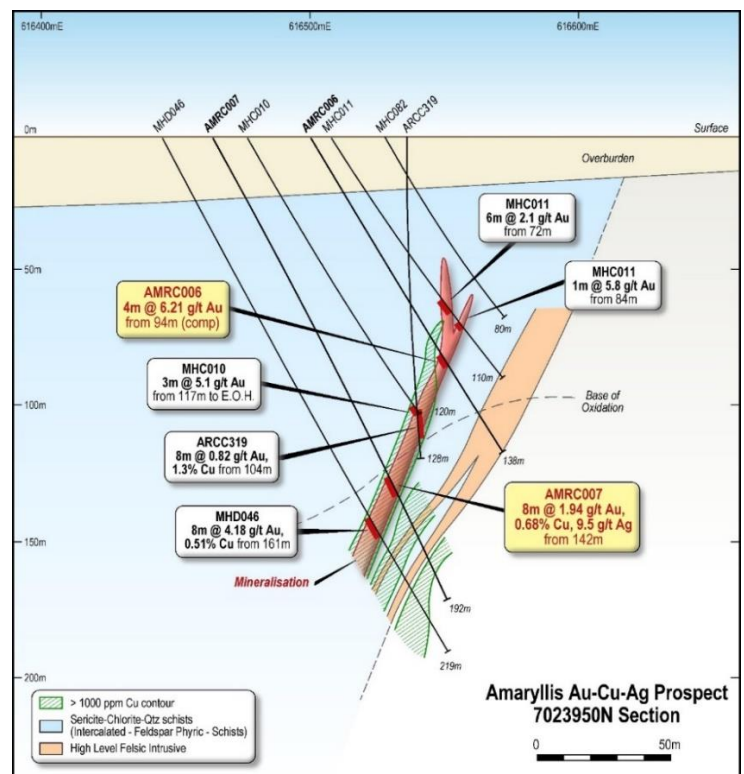 616400mE
616500mE
616600mE
MHD046
AMRC007
MHC010
AMRC006
MHC011
MHC082
ARCC319
0m
Surface
Overburden
MHC011
6m @ 2.1 g/t Au
from 72m
50m
MHC011
1m @ 5.8 g/t Au
from 84m
AMRC006
4m @ 6.21 g/t Au
from 94m (comp)
80m
MHC010
3m @ 5.1 g/t Au
from 117m to E.O.H.
110m
100m
120m
Base of
Oxidation
ARCC319
8m @ 0.82 g/t Au,
1.3% Cu from 104m
128m
138m
MHD046
8m @ 4.18 g/t Au,
0.51% Cu from 161m
AMRC007
8m @ 1.94 g/t Au,
0.68% Cu, 9.5 g/t Ag
from 142m
150m
Mineralisation
192m
219m
200m
> 1000 ppm Cu contour
Sericite-Chlorite-Qtz schists
(Intercalated - Feldspar Phyric - Schists)
High Level Felsic Intrusive
Amaryllis Au-Cu-Ag Prospect
7023950N Section
0
50m